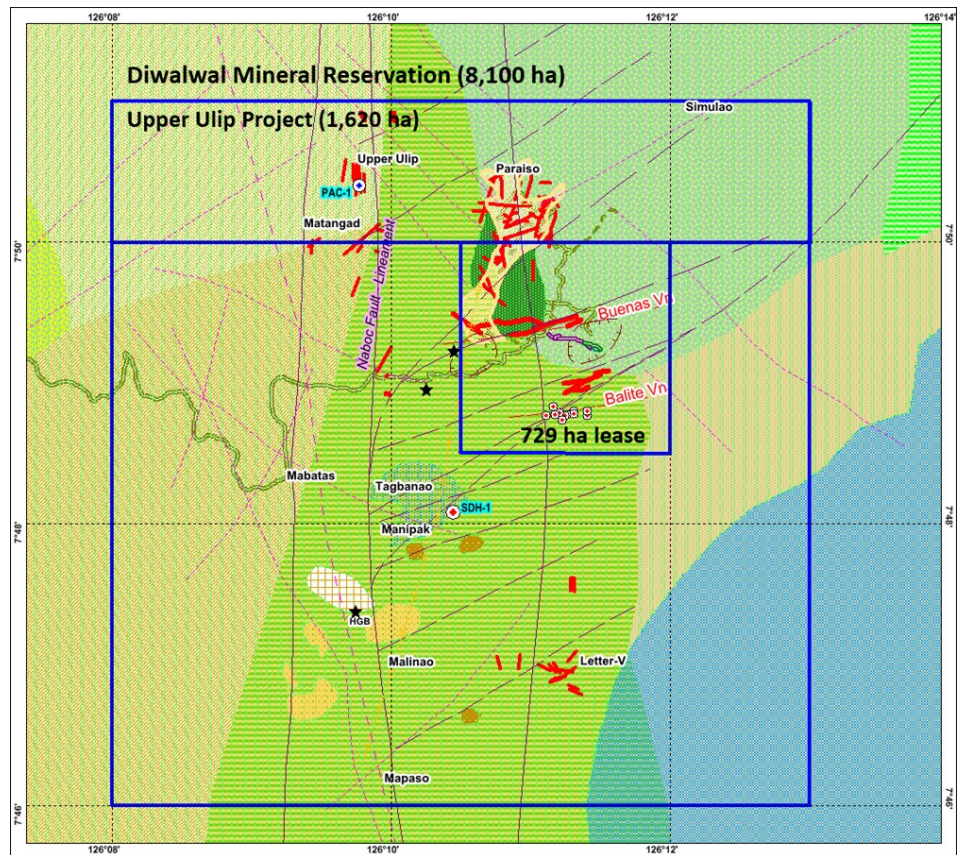 126°08' 126°10' 126°12' 126°14'
Diwalwal Mineral Reservation (8,100 ha)
Simulao
Upper Ulip Project (1,620 ha)
Upper Ulip
Paraiso
PAC-1
Matangad
7°50' 7°50'
Naboc Fault - Lineament
Buenas Vn
Balite Vn
729 ha lease
Mabatas
Tagbanao
SDH-1
Manipak
7°48' 7°48'
HGB
Malinao
Letter-V
Mapaso
7°46' 7°46'
126°08' 126°10' 126°12'